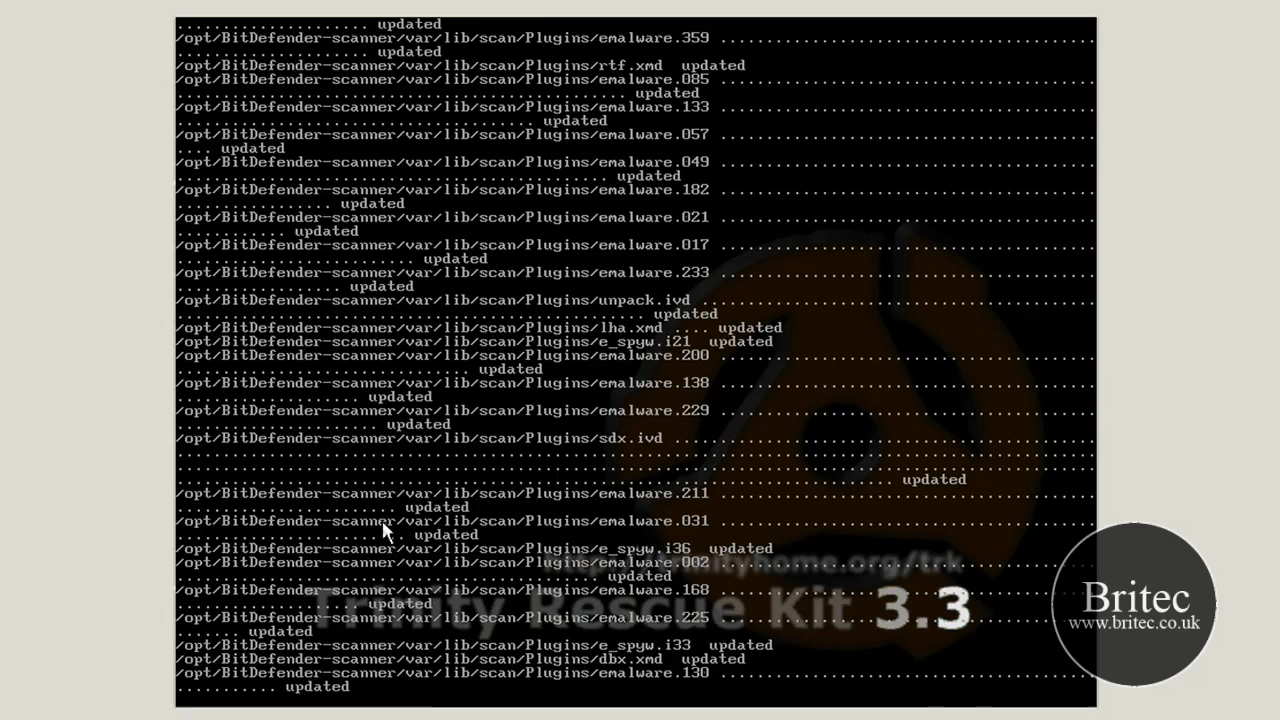 ..................... updated
/opt/BitDefender-scanner/var/lib/scan/Plugins/emalware.359 .........................................
..................... updated
/opt/BitDefender-scanner/var/lib/scan/Plugins/rtf.xmd  updated
/opt/BitDefender-scanner/var/lib/scan/Plugins/emalware.085 .........................................
................................................. updated
/opt/BitDefender-scanner/var/lib/scan/Plugins/emalware.133 .........................................
....................................... updated
/opt/BitDefender-scanner/var/lib/scan/Plugins/emalware.057 .........................................
.... updated
/opt/BitDefender-scanner/var/lib/scan/Plugins/emalware.049 .........................................
............................................... updated
/opt/BitDefender-scanner/var/lib/scan/Plugins/emalware.182 .........................................
................. updated
/opt/BitDefender-scanner/var/lib/scan/Plugins/emalware.021 .........................................
............ updated
/opt/BitDefender-scanner/var/lib/scan/Plugins/emalware.017 .........................................
.......................... updated
/opt/BitDefender-scanner/var/lib/scan/Plugins/emalware.233 .........................................
.................. updated
/opt/BitDefender-scanner/var/lib/scan/Plugins/unpack.ivd ...........................................
................................................... updated
/opt/BitDefender-scanner/var/lib/scan/Plugins/lha.xmd .... updated
/opt/BitDefender-scanner/var/lib/scan/Plugins/e_spyw.i21  updated
/opt/BitDefender-scanner/var/lib/scan/Plugins/emalware.200 .........................................
................................ updated
/opt/BitDefender-scanner/var/lib/scan/Plugins/emalware.138 .........................................
.................... updated
/opt/BitDefender-scanner/var/lib/scan/Plugins/emalware.229 .........................................
...................... updated
/opt/BitDefender-scanner/var/lib/scan/Plugins/sdx.ivd ..............................................
....................................................................................................
....................................................................................................
.............................................................................. updated
/opt/BitDefender-scanner/var/lib/scan/Plugins/emalware.211 .........................................
........................ updated
/opt/BitDefender-scanner/var/lib/scan/Plugins/emalware.031 .........................................
......................... updated
/opt/BitDefender-scanner/var/lib/scan/Plugins/e_spyw.i36  updated
/opt/BitDefender-scanner/var/lib/scan/Plugins/emalware.002 .........................................
.............................................. updated
/opt/BitDefender-scanner/var/lib/scan/Plugins/emalware.168 .........................................
.................... updated
/opt/BitDefender-scanner/var/lib/scan/Plugins/emalware.225 .........................................
....... updated
/opt/BitDefender-scanner/var/lib/scan/Plugins/e_spyw.i33  updated
/opt/BitDefender-scanner/var/lib/scan/Plugins/dbx.xmd  updated
/opt/BitDefender-scanner/var/lib/scan/Plugins/emalware.130 .........................................
........... updated
Trinity Rescue Kit 3.3
Britec
www.britec.co.uk